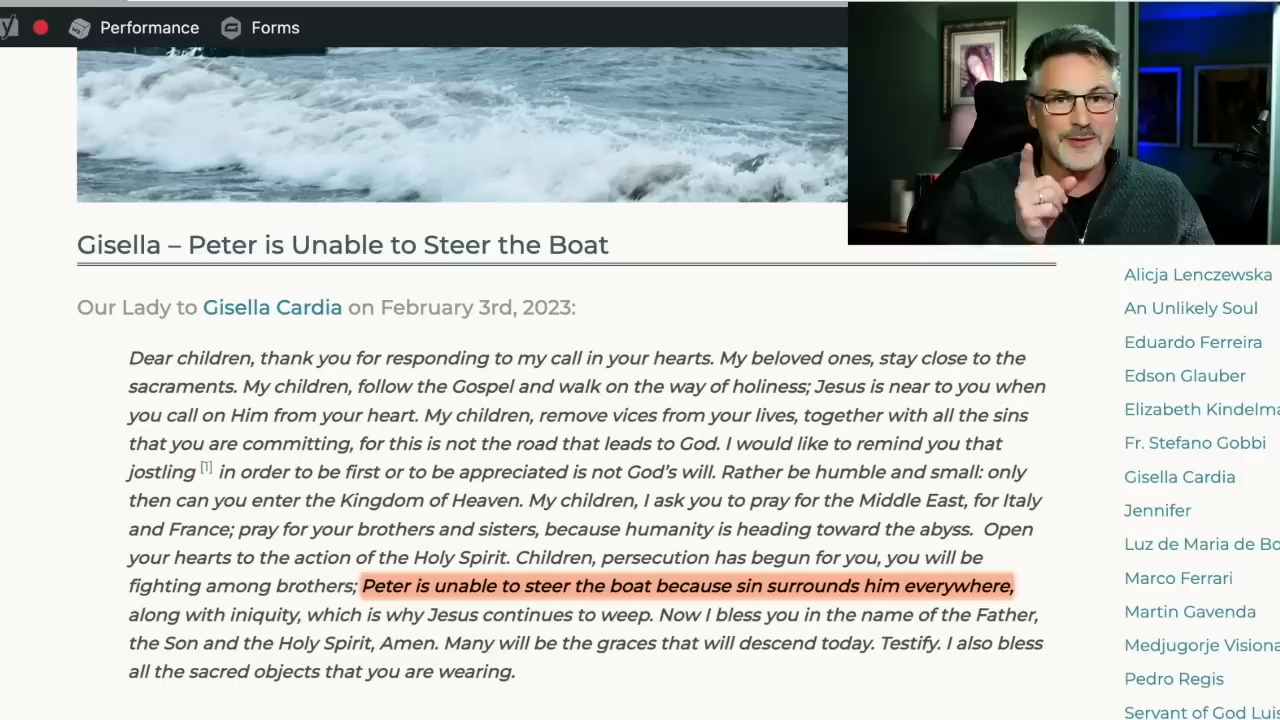 Performance
Forms
Gisella – Peter is Unable to Steer the Boat
Our Lady to Gisella Cardia on February 3rd, 2023:
Dear children, thank you for responding to my call in your hearts. My beloved ones, stay close to the
sacraments. My children, follow the Gospel and walk on the way of holiness; Jesus is near to you when
you call on Him from your heart. My children, remove vices from your lives, together with all the sins
that you are committing, for this is not the road that leads to God. I would like to remind you that
jostling [1] in order to be first or to be appreciated is not God's will. Rather be humble and small: only
then can you enter the Kingdom of Heaven. My children, I ask you to pray for the Middle East, for Italy
and France; pray for your brothers and sisters, because humanity is heading toward the abyss. Open
your hearts to the action of the Holy Spirit. Children, persecution has begun for you, you will be
fighting among brothers; Peter is unable to steer the boat because sin surrounds him everywhere,
along with iniquity, which is why Jesus continues to weep. Now I bless you in the name of the Father,
the Son and the Holy Spirit, Amen. Many will be the graces that will descend today. Testify. I also bless
all the sacred objects that you are wearing.
Alicja Lenczewska
An Unlikely Soul
Eduardo Ferreira
Edson Glauber
Elizabeth Kindelma
Fr. Stefano Gobbi
Gisella Cardia
Jennifer
Luz de Maria de Bo
Marco Ferrari
Martin Gavenda
Medjugorje Visiona
Pedro Regis
Servant of God Luis